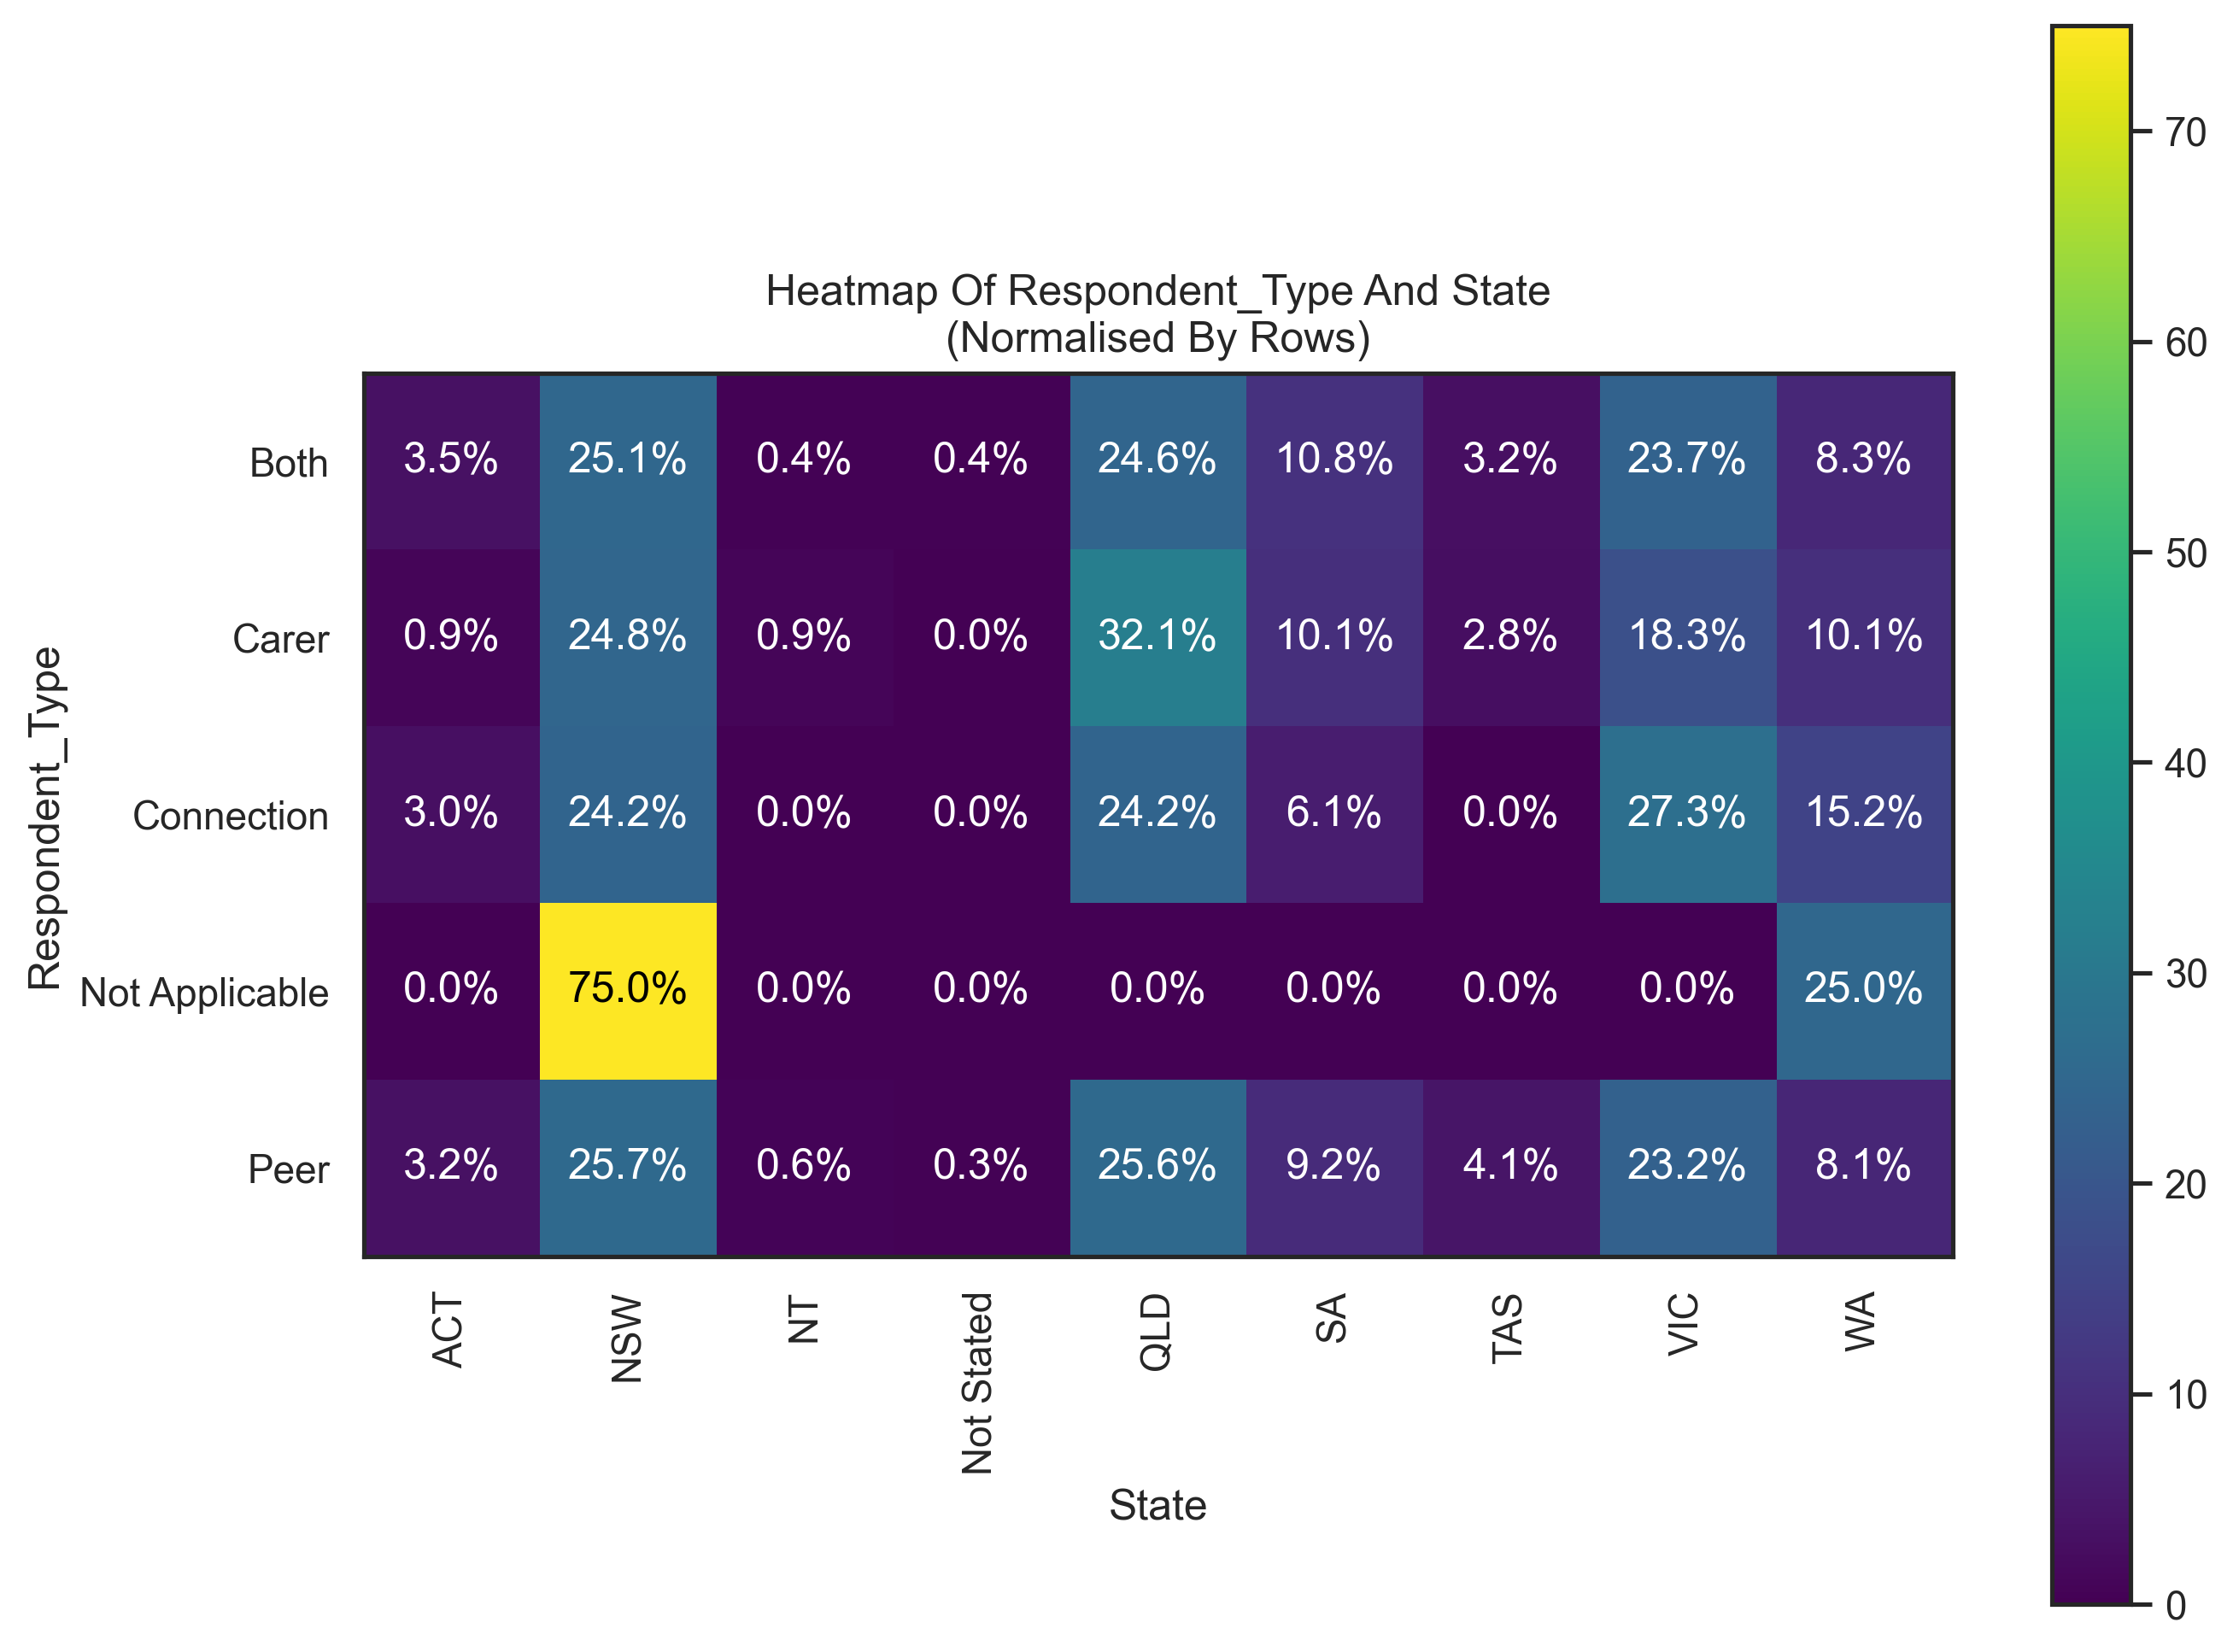 Heatmap Of Respondent_Type And State
(Normalised By Rows)
Respondent_Type
Both 3.5% 25.1% 0.4% 0.4% 24.6% 10.8% 3.2% 23.7% 8.3%
Carer 0.9% 24.8% 0.9% 0.0% 32.1% 10.1% 2.8% 18.3% 10.1%
Connection 3.0% 24.2% 0.0% 0.0% 24.2% 6.1% 0.0% 27.3% 15.2%
Not Applicable 0.0% 75.0% 0.0% 0.0% 0.0% 0.0% 0.0% 0.0% 25.0%
Peer 3.2% 25.7% 0.6% 0.3% 25.6% 9.2% 4.1% 23.2% 8.1%
ACT NSW NT Not Stated QLD SA TAS VIC WA
State
70
60
50
40
30
20
10
0